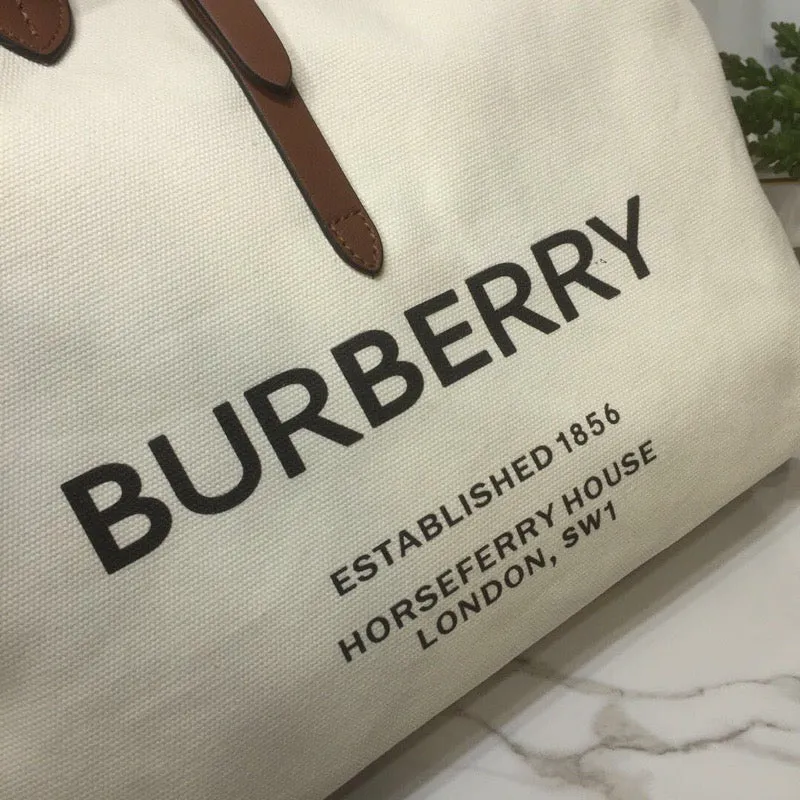 BURBERRY
ESTABLISHED 1856
HORSEFERRY HOUSE
LONDON, SW1